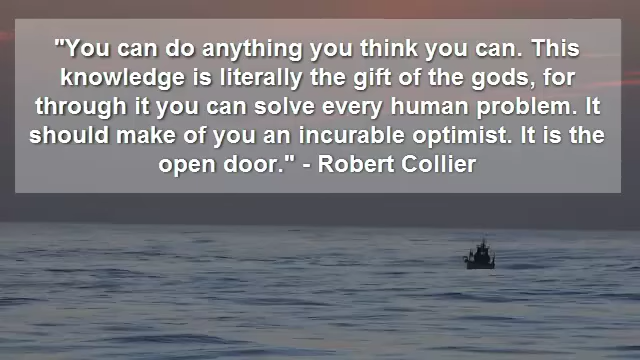 "You can do anything you think you can. This
knowledge is literally the gift of the gods, for
through it you can solve every human problem. It
should make of you an incurable optimist. It is the
open door." - Robert Collier